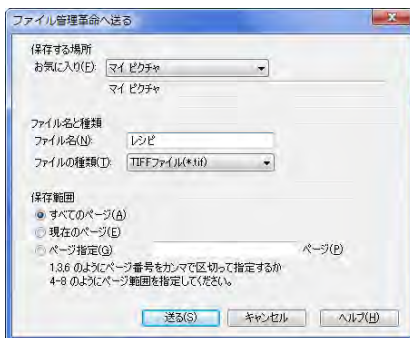 ファイル管理革命へ送る
保存する場所
お気に入り(F): マイ ピクチャ
マイ ピクチャ
ファイル名と種類
ファイル名(N): レシピ
ファイルの種類(T): TIFFファイル(*.tif)
保存範囲
すべてのページ(A)
現在のページ(E)
ページ指定(G) ページ(P)
1,3,6 のようにページ番号をカンマで区切って指定するか
4-8 のようにページ範囲を指定してください。
送る(S) キャンセル ヘルプ(H)